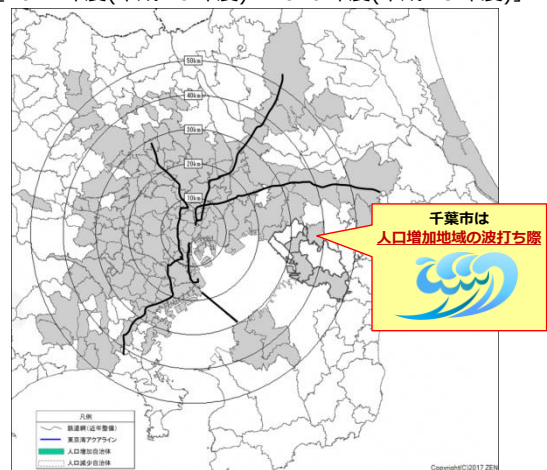 50km
40km
30km
20km
10km
千葉市は
人口増加地域の波打ち際
凡例
鉄道網(近年整備)
東京湾アクアライン
人口増加自治体
人口減少自治体
Copyright(C)2017 ZEN